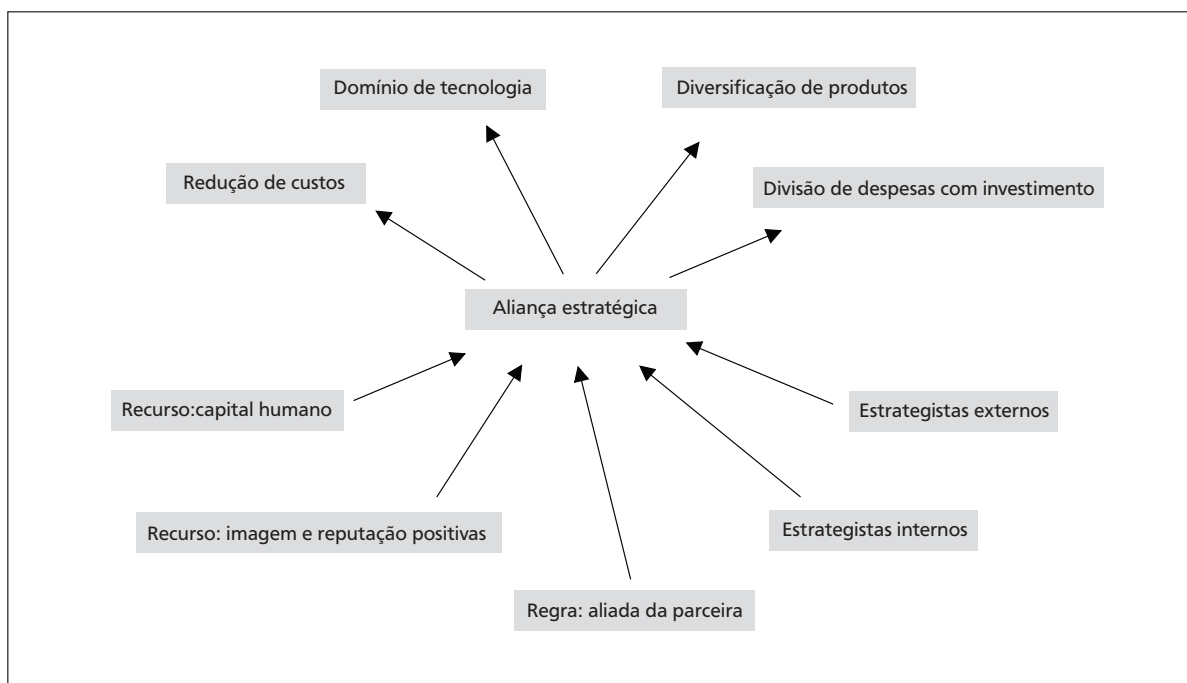 Domínio de tecnologia
Diversificação de produtos
Redução de custos
Divisão de despesas com investimento
Aliança estratégica
Recurso:capital humano
Estrategistas externos
Recurso: imagem e reputação positivas
Estrategistas internos
Regra: aliada da parceira